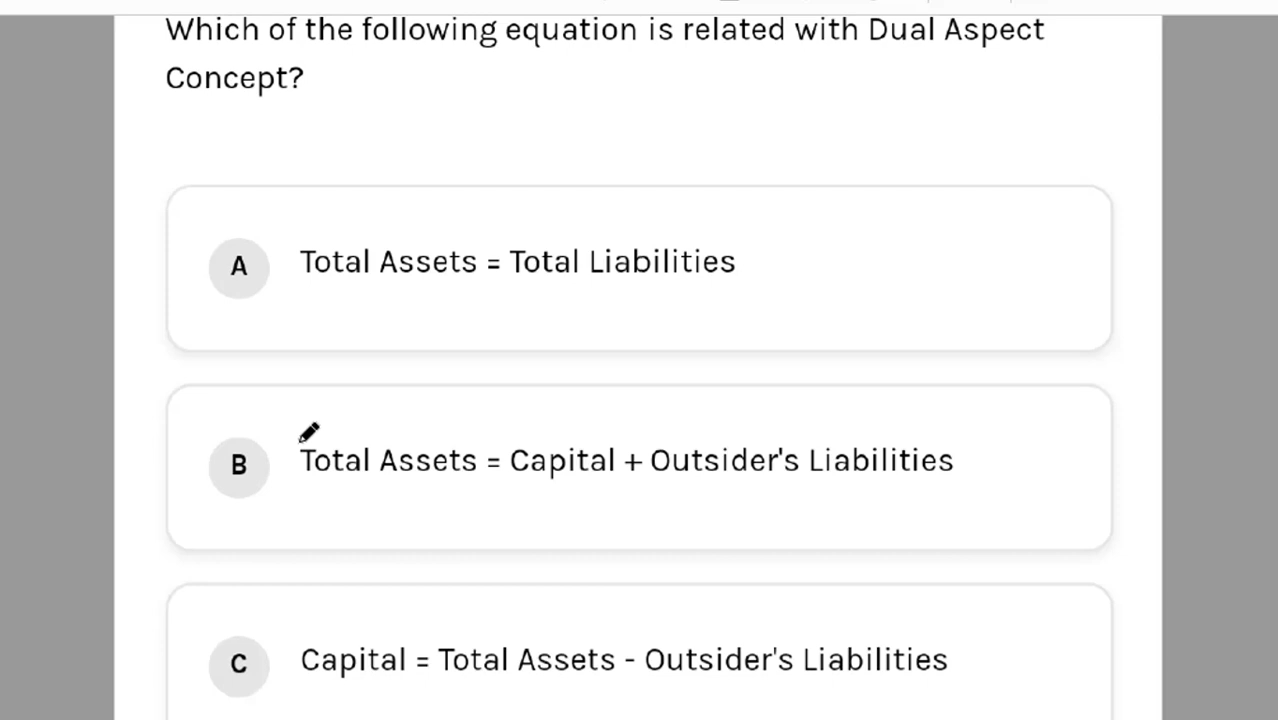 Which of the following equation is related with Dual Aspect
Concept?
A Total Assets = Total Liabilities
B Total Assets = Capital + Outsider's Liabilities
C Capital = Total Assets - Outsider's Liabilities